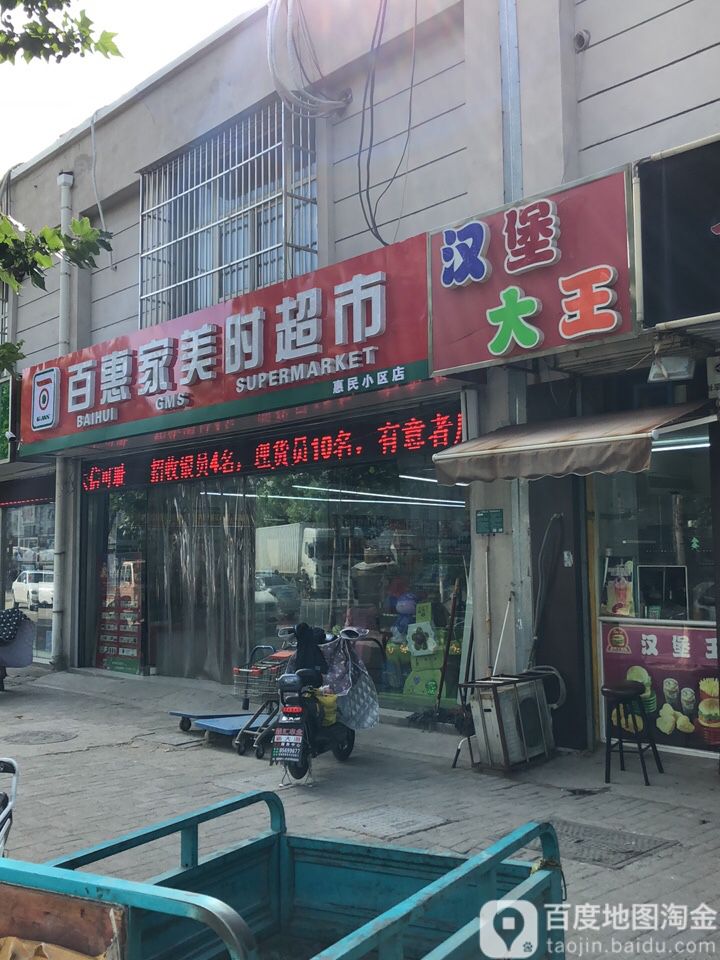 百惠家美时超市
BAIHUI GMS SUPERMARKET
惠民小区店
招收银员4名，理货员10名，有意者
汉堡
大王
汉堡王
百度地图淘金
taojin.baidu.com